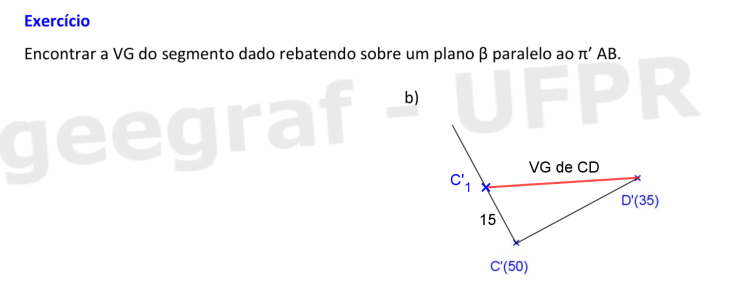 Exercício
Encontrar a VG do segmento dado rebatendo sobre um plano β paralelo ao π’ AB.
geegraf - UFPR
b)
VG de CD
C'1
D'(35)
15
C'(50)